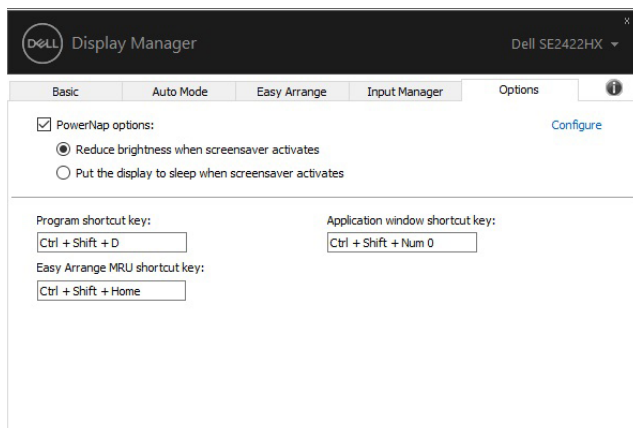 x
DELL Display Manager Dell SE2422HX
Basic Auto Mode Easy Arrange Input Manager Options i
PowerNap options: Configure
Reduce brightness when screensaver activates
Put the display to sleep when screensaver activates
Program shortcut key: Application window shortcut key:
Ctrl + Shift + D Ctrl + Shift + Num 0
Easy Arrange MRU shortcut key:
Ctrl + Shift + Home